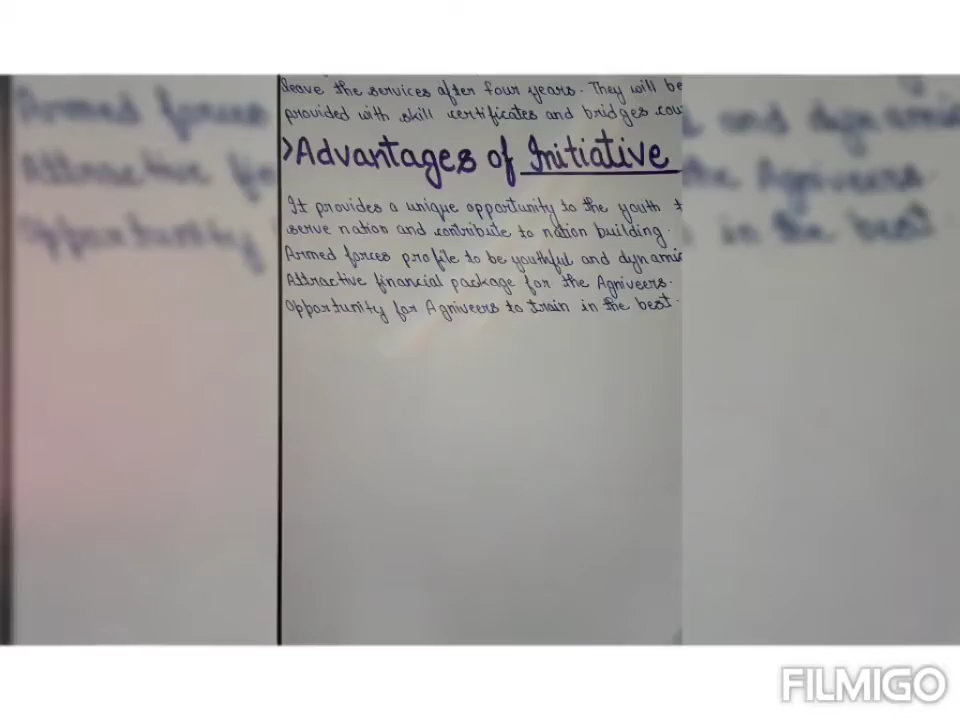 leave the services after four years. They will be
provided with skill certificates and bridges cou
>Advantages of Initiative
It provides a unique opportunity to the youth t
serve nation and contribute to nation building.
Armed forces profile to be youthful and dynamic
Attractive financial package for the Agniveers.
Opportunity for Agniveers to train in the best.
FILMIGO